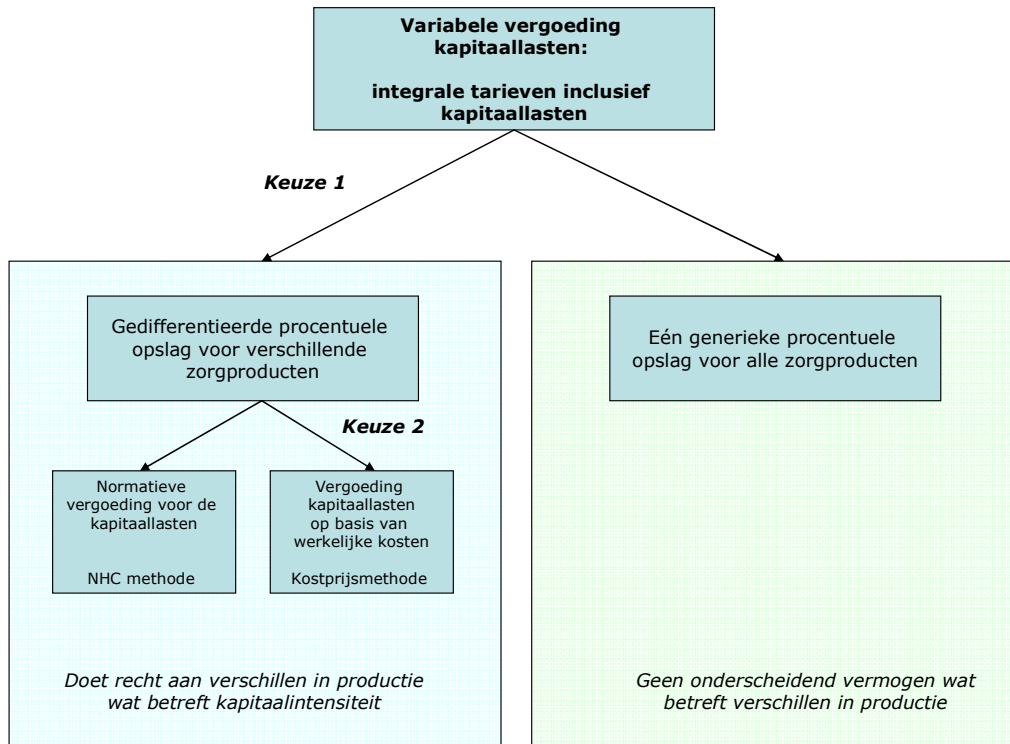 Variabele vergoeding
kapitaallasten:
integrale tarieven inclusief
kapitaallasten
Keuze 1
Gedifferentieerde procentuele
opslag voor verschillende
zorgproducten
Keuze 2
Normatieve
vergoeding voor de
kapitaallasten
NHC methode
Vergoeding
kapitaallasten
op basis van
werkelijke kosten
Kostprijsmethode
Doet recht aan verschillen in productie
wat betreft kapitaalintensiteit
Eén generieke procentuele
opslag voor alle zorgproducten
Geen onderscheidend vermogen wat
betreft verschillen in productie